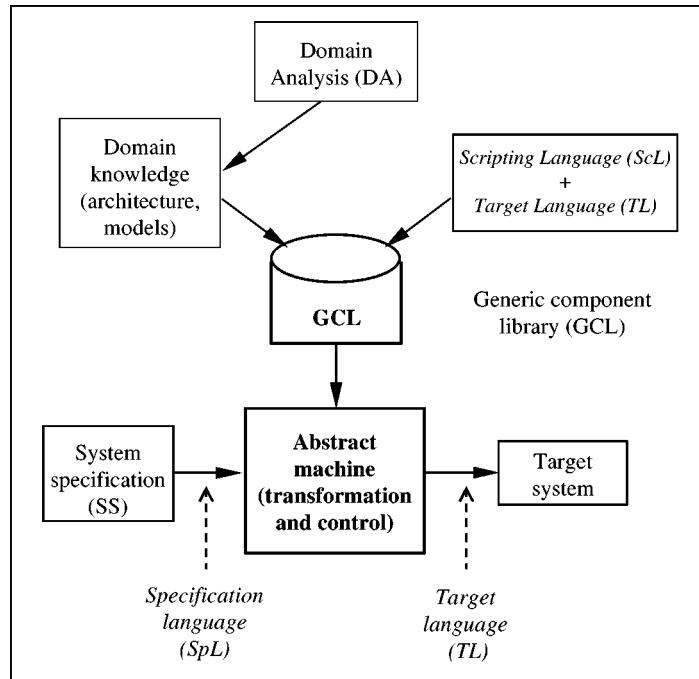 Domain
Analysis (DA)
Domain
knowledge
(architecture,
models)
Scripting Language (ScL)
+
Target Language (TL)
GCL
Generic component
library (GCL)
System
specification
(SS)
Abstract
machine
(transformation
and control)
Target
system
Specification
language
(SpL)
Target
language
(TL)